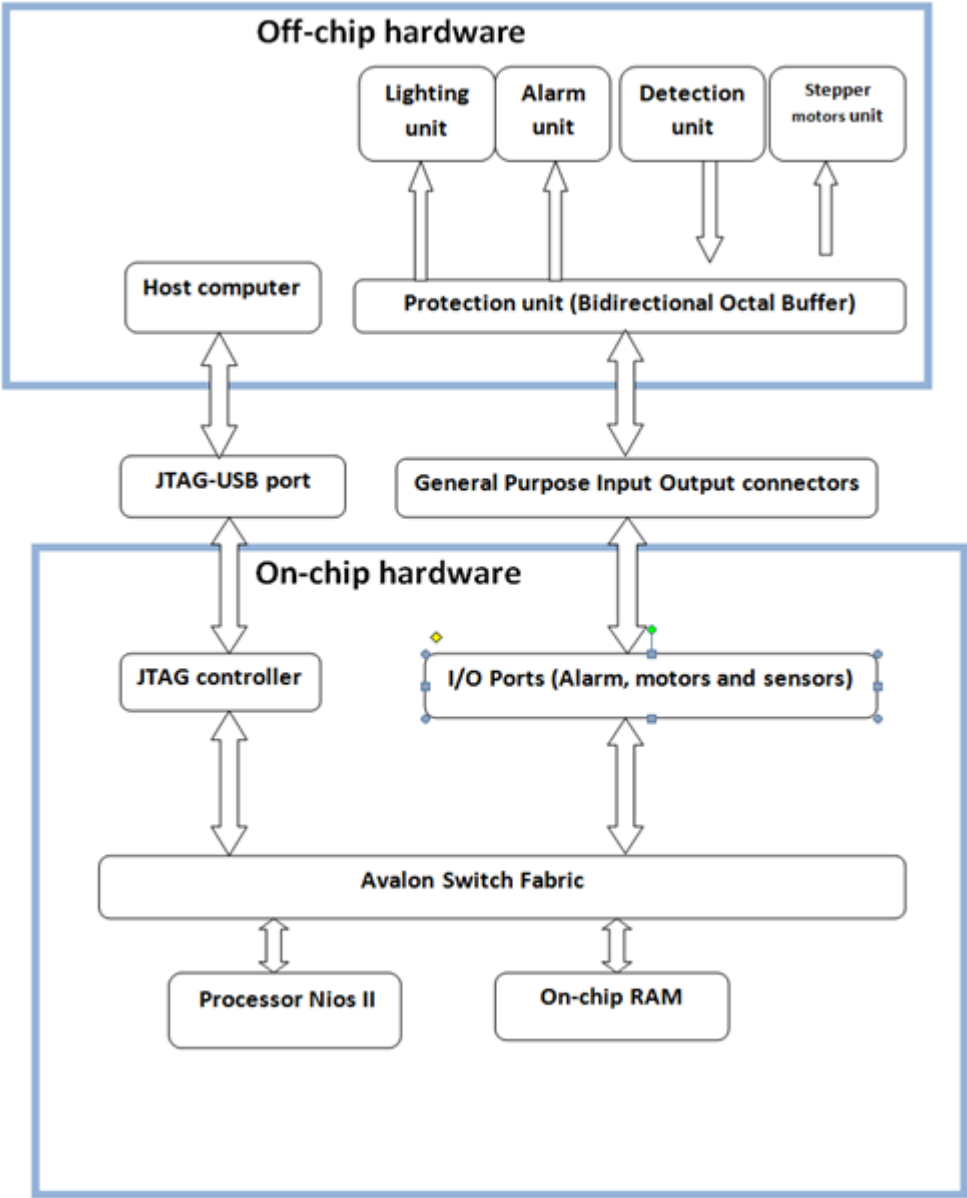 Off-chip hardware
Lighting
unit
Alarm
unit
Detection
unit
Stepper
motors unit
Host computer
Protection unit (Bidirectional Octal Buffer)
JTAG-USB port
General Purpose Input Output connectors
On-chip hardware
JTAG controller
I/O Ports (Alarm, motors and sensors)
Avalon Switch Fabric
Processor Nios II
On-chip RAM